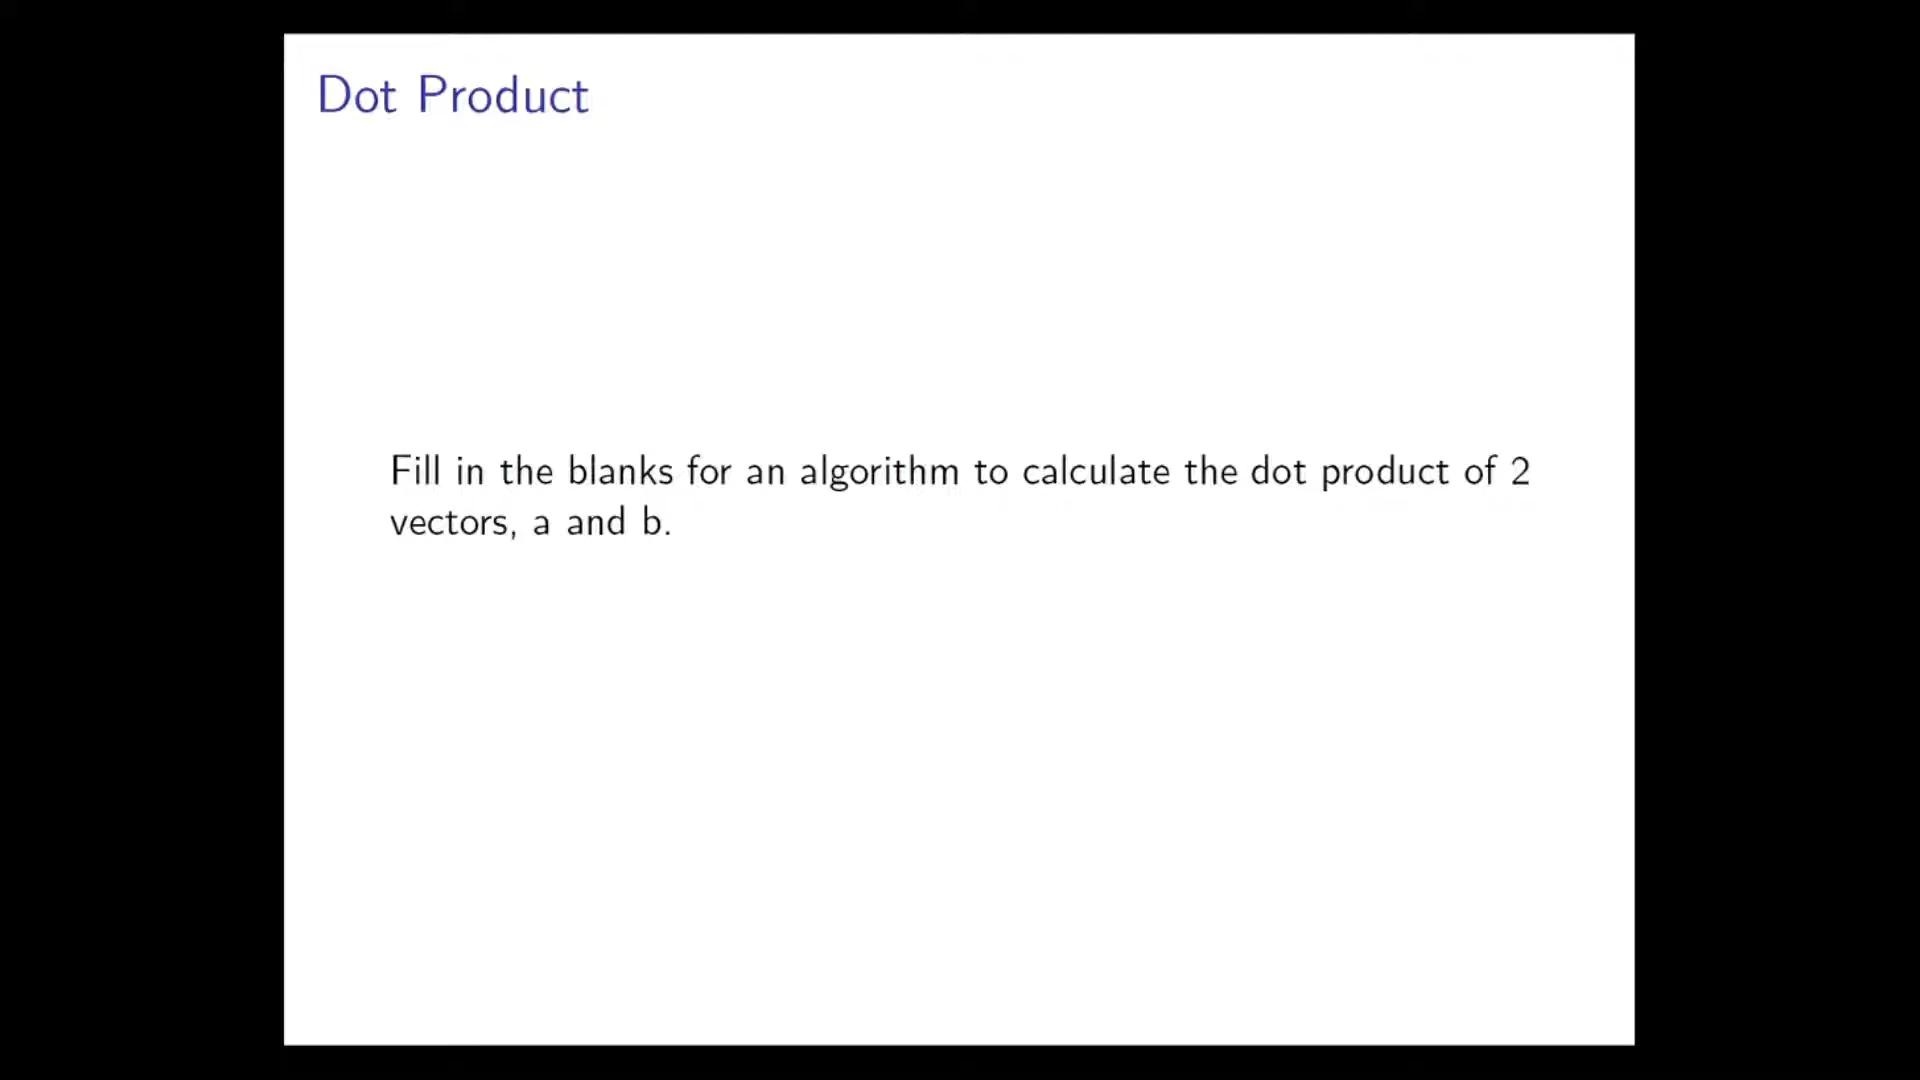 Dot Product
Fill in the blanks for an algorithm to calculate the dot product of 2
vectors, a and b.